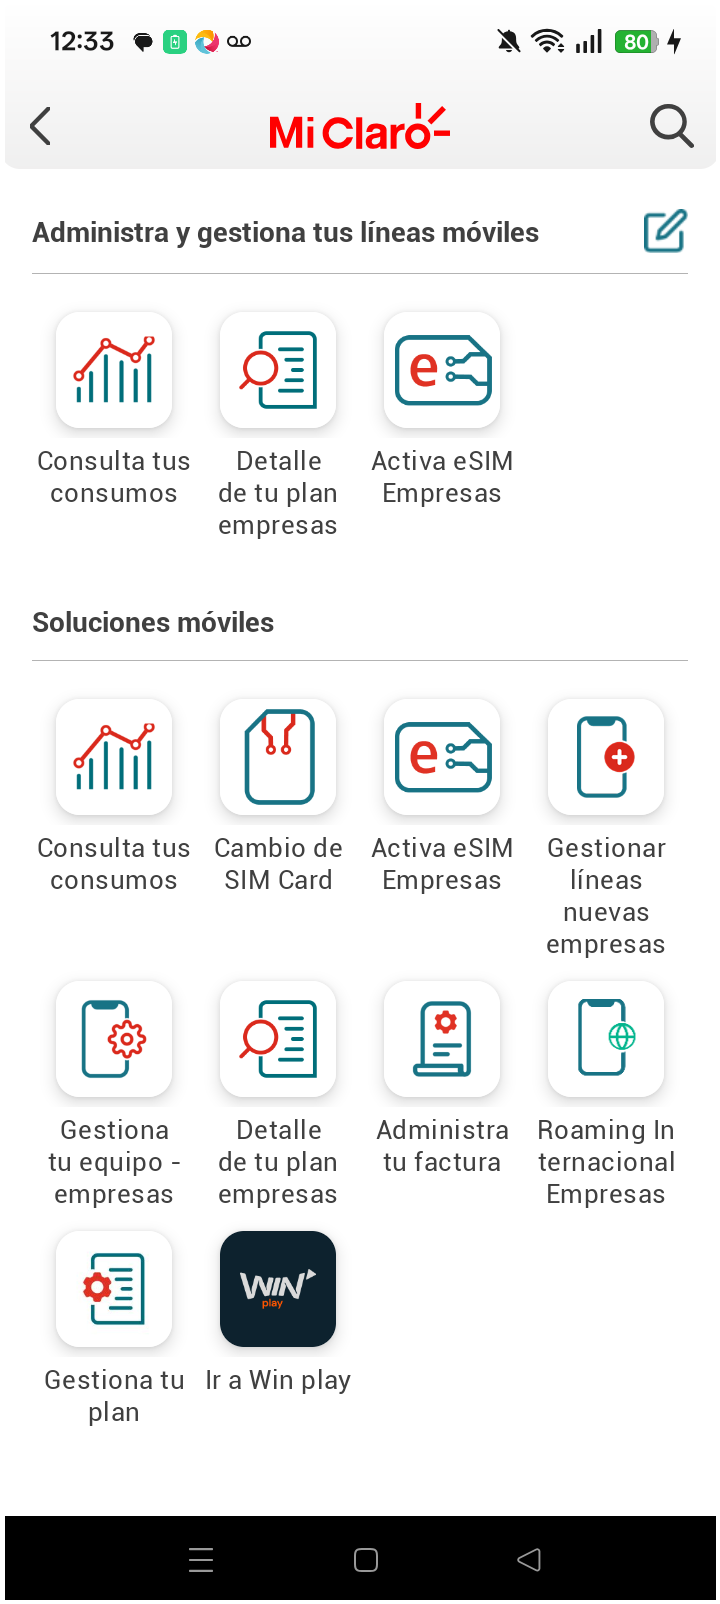 12:33
80
Mi Claro
Administra y gestiona tus líneas móviles
e
Consulta tus
consumos
Detalle
de tu plan
empresas
Activa eSIM
Empresas
Soluciones móviles
e
Consulta tus
consumos
Cambio de
SIM Card
Activa eSIM
Empresas
Gestionar
líneas
nuevas
empresas
Gestiona
tu equipo -
empresas
Detalle
de tu plan
empresas
Administra
tu factura
Roaming In
ternacional
Empresas
WIN
play
Gestiona tu
plan
Ir a Win play